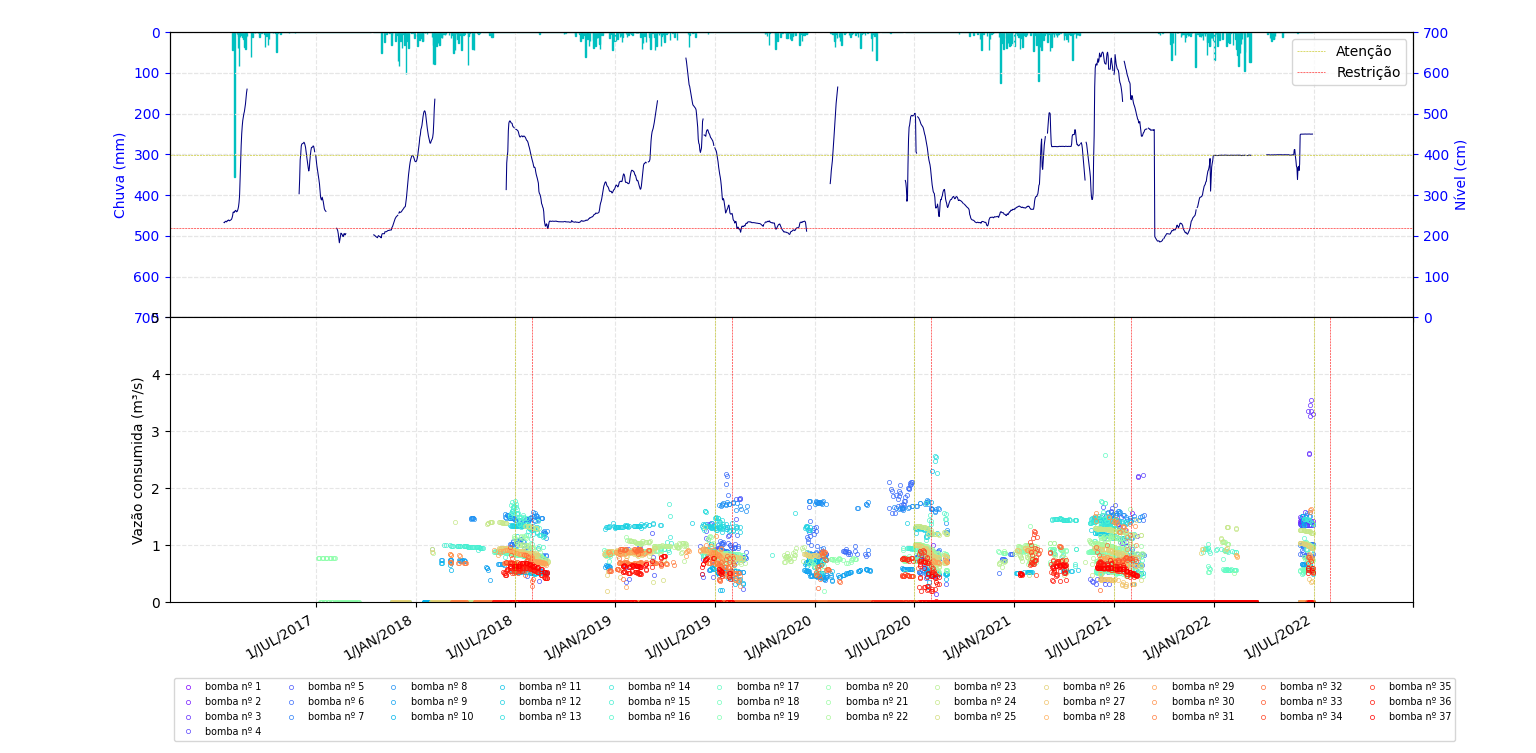 0
100
200
300
400
500
600
700
Chuva (mm)
700
600
500
400
300
200
100
0
Nível (cm)
Atenção
Restrição
5
4
3
2
1
0
Vazão consumida (m³/s)
1/JUL/2017
1/JAN/2018
1/JUL/2018
1/JAN/2019
1/JUL/2019
1/JAN/2020
1/JUL/2020
1/JAN/2021
1/JUL/2021
1/JAN/2022
1/JUL/2022
bomba nº 1
bomba nº 2
bomba nº 3
bomba nº 4
bomba nº 5
bomba nº 6
bomba nº 7
bomba nº 8
bomba nº 9
bomba nº 10
bomba nº 11
bomba nº 12
bomba nº 13
bomba nº 14
bomba nº 15
bomba nº 16
bomba nº 17
bomba nº 18
bomba nº 19
bomba nº 20
bomba nº 21
bomba nº 22
bomba nº 23
bomba nº 24
bomba nº 25
bomba nº 26
bomba nº 27
bomba nº 28
bomba nº 29
bomba nº 30
bomba nº 31
bomba nº 32
bomba nº 33
bomba nº 34
bomba nº 35
bomba nº 36
bomba nº 37